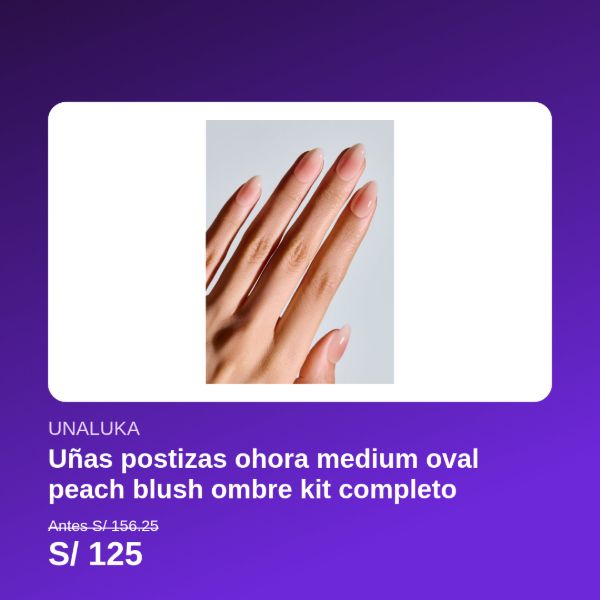 UNALUKA
Uñas postizas ohora medium oval
peach blush ombre kit completo
Antes S/ 156.25
S/ 125